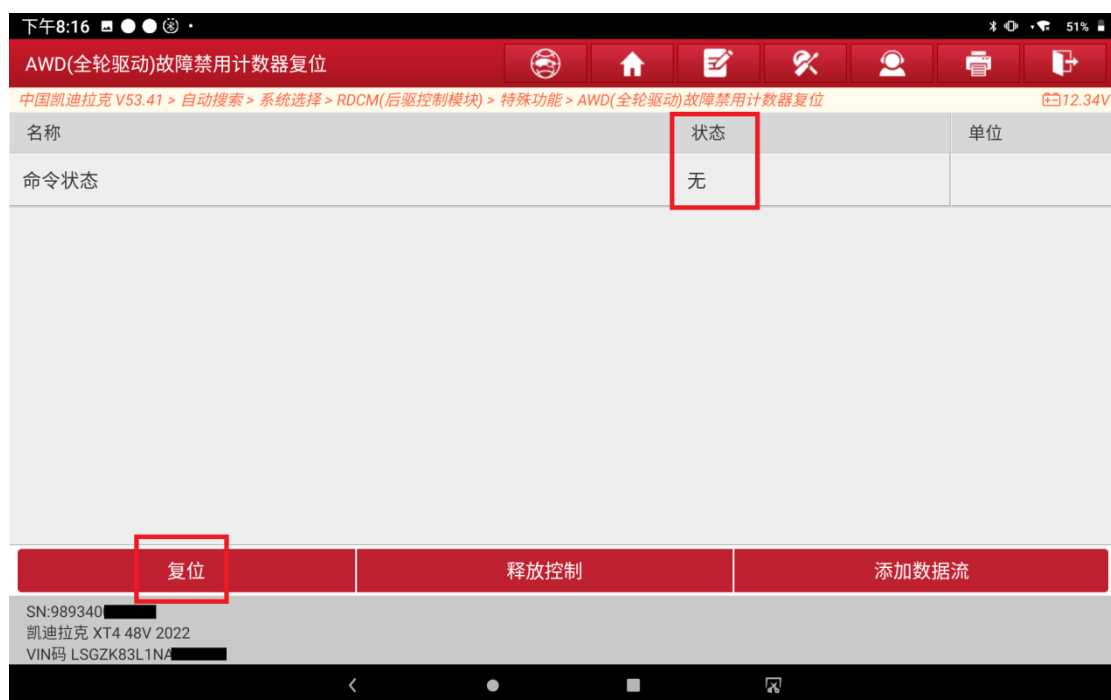 下午8:16
51%
AWD(全轮驱动)故障禁用计数器复位
中国凯迪拉克 V53.41 > 自动搜索 > 系统选择 > RDCM(后驱控制模块) > 特殊功能 > AWD(全轮驱动)故障禁用计数器复位
12.34V
名称 状态 单位
命令状态 无
复位 释放控制 添加数据流
SN:989340
凯迪拉克 XT4 48V 2022
VIN码 LSGZK83L1NA